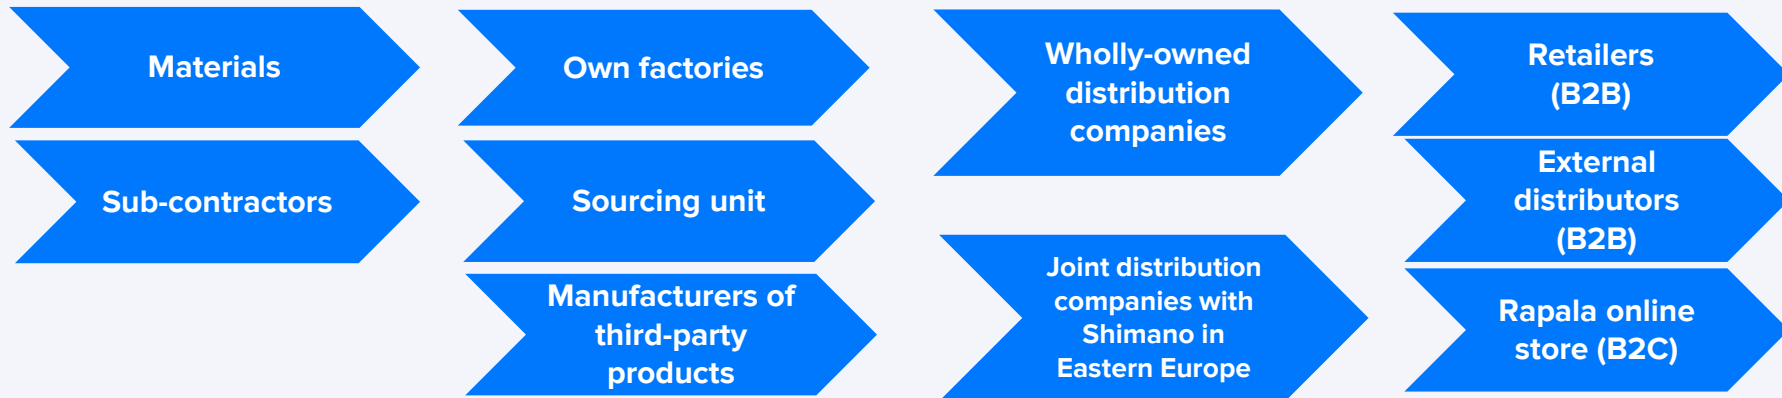 Materials
Sub-contractors
Own factories
Sourcing unit
Manufacturers of
third-party
products
Wholly-owned
distribution
companies
Joint distribution
companies with
Shimano in
Eastern Europe
Retailers
(B2B)
External
distributors
(B2B)
Rapala online
store (B2C)